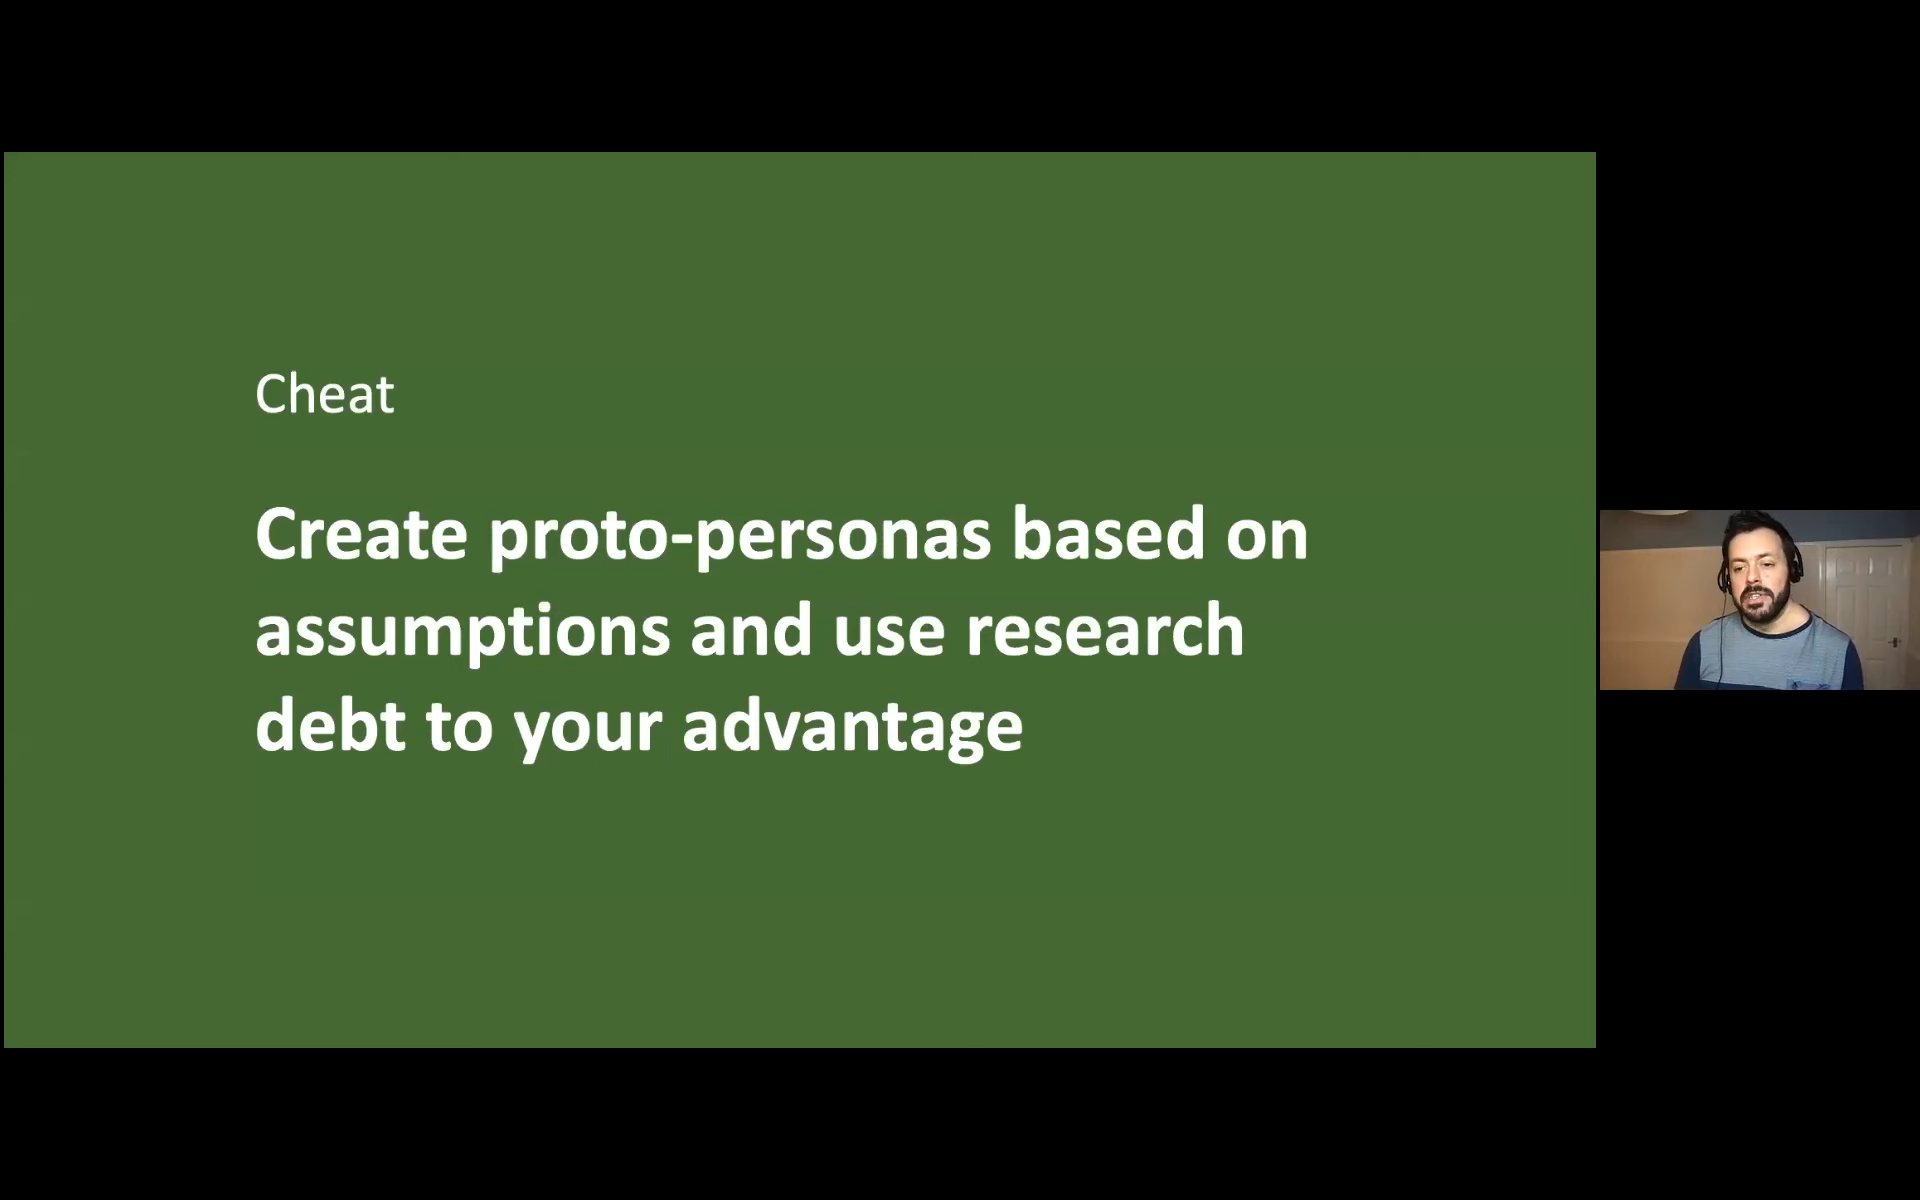 Cheat
Create proto-personas based on
assumptions and use research
debt to your advantage